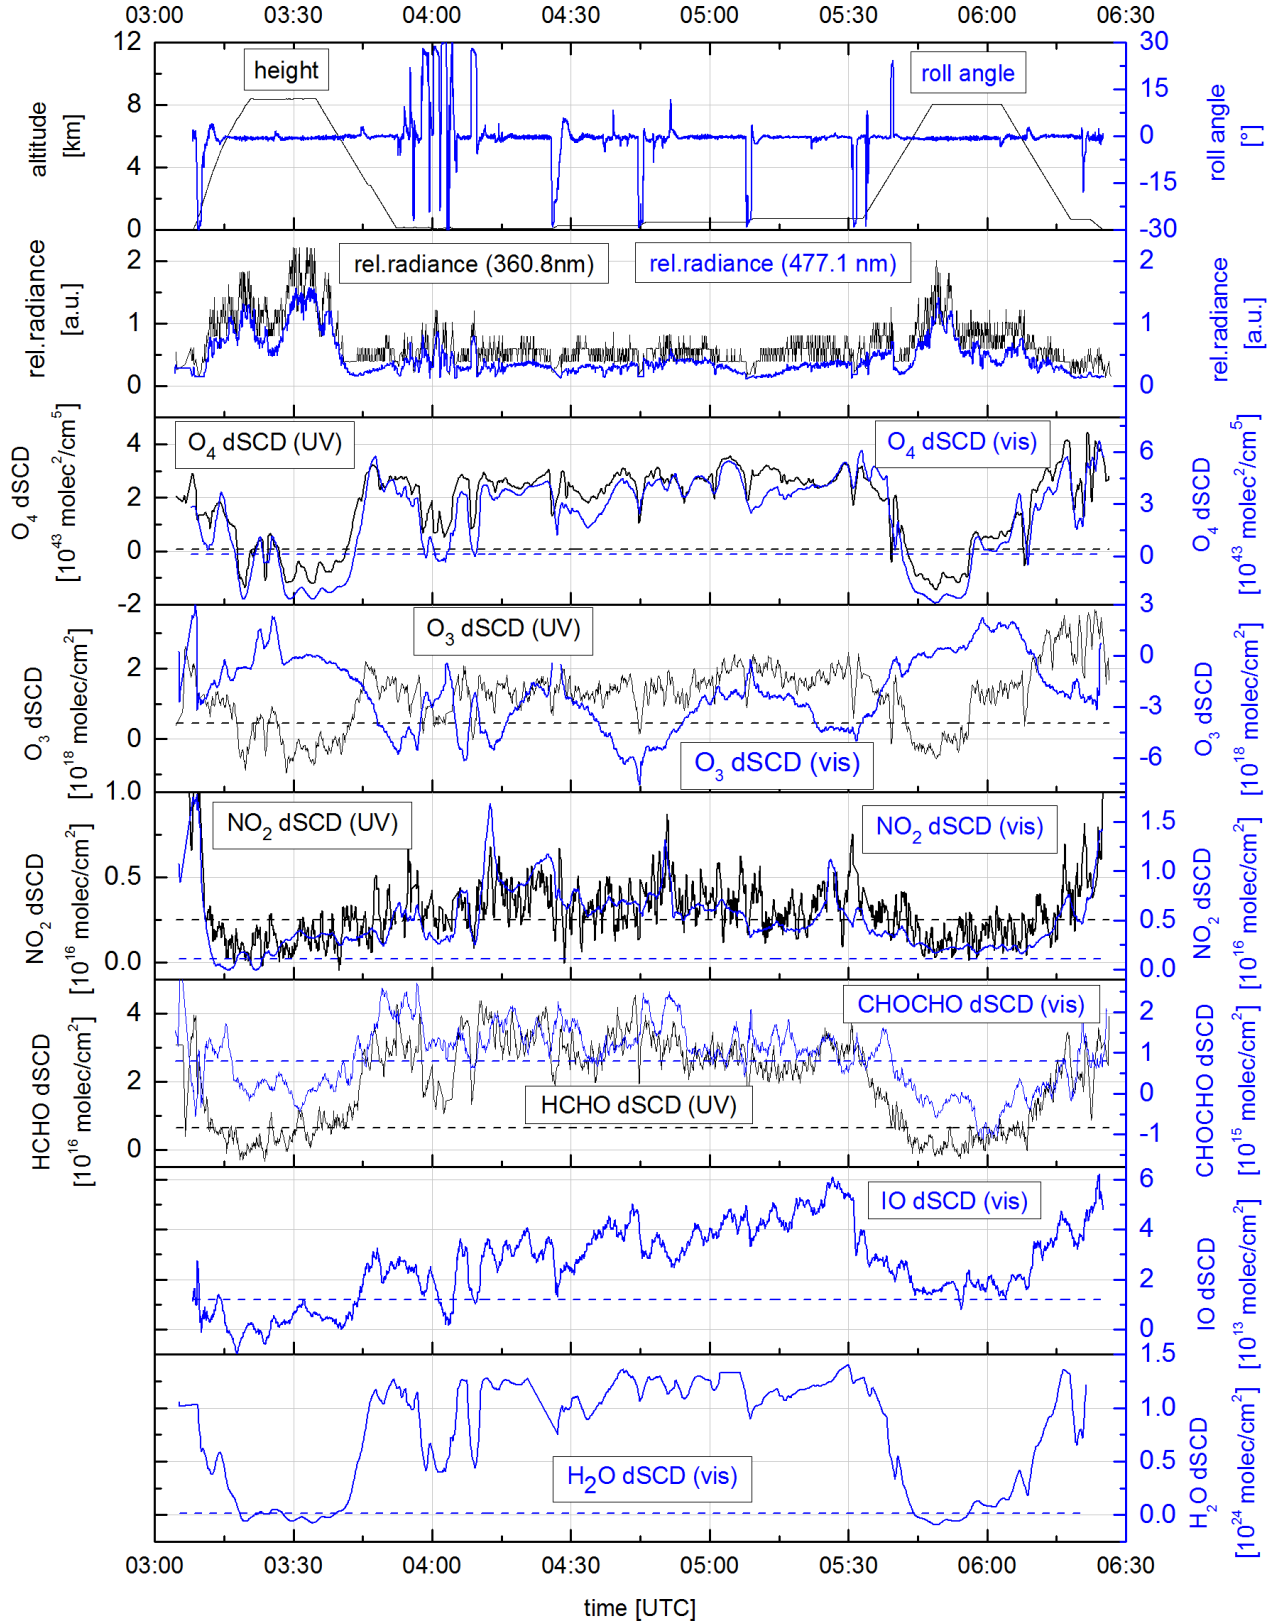 03:00 03:30 04:00 04:30 05:00 05:30 06:00 06:30
12 30
height roll angle
8 15
altitude [km] 0 roll angle [°]
4 -15
0 -30
rel.radiance (360.8nm) rel.radiance (477.1 nm)
2 2
rel.radiance [a.u.] 1 1 rel.radiance [a.u.]
0 0
O4 dSCD (UV) O4 dSCD (vis)
4 6
2 3
O4 dSCD [10^43 molec^2/cm^5] O4 dSCD [10^43 molec^2/cm^5]
0 0
-2 3
O3 dSCD (UV)
2 0
O3 dSCD [10^18 molec/cm^2] -3 O3 dSCD [10^18 molec/cm^2]
0 -6
O3 dSCD (vis)
1.0
NO2 dSCD (UV) NO2 dSCD (vis)
1.5
0.5 1.0
NO2 dSCD [10^16 molec/cm^2] 0.5 NO2 dSCD [10^16 molec/cm^2]
0.0 0.0
CHOCHO dSCD (vis)
4 2
HCHO dSCD [10^16 molec/cm^2] 1 CHOCHO dSCD [10^15 molec/cm^2]
2 0
HCHO dSCD (UV)
0 -1
6
IO dSCD (vis)
4
2 IO dSCD [10^13 molec/cm^2]
0
1.5
1.0
0.5 H2O dSCD [10^24 molec/cm^2]
H2O dSCD (vis)
0.0
03:00 03:30 04:00 04:30 05:00 05:30 06:00 06:30
time [UTC]